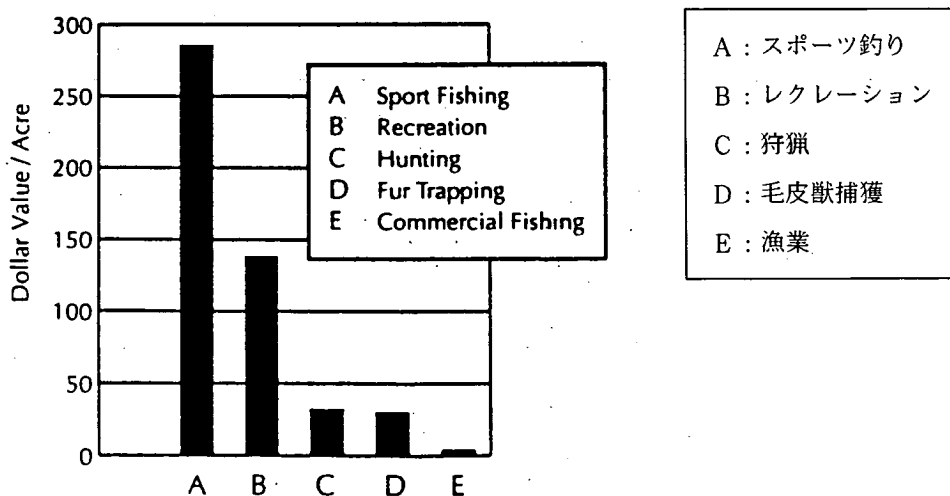 300
250
200
150
100
50
0
Dollar Value / Acre
A Sport Fishing
B Recreation
C Hunting
D Fur Trapping
E Commercial Fishing
A B C D E
A：スポーツ釣り
B：レクレーション
C：狩猟
D：毛皮獣捕獲
E：漁業